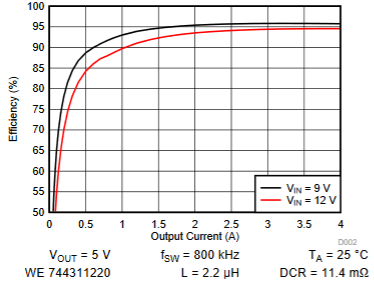 100
95
90
85
80
75
70
65
60
55
50
Efficiency (%)
0 0.5 1 1.5 2 2.5 3 3.5 4
Output Current (A)
V_IN = 9 V
V_IN = 12 V
D002
V_OUT = 5 V f_SW = 800 kHz T_A = 25 °C
WE 744311220 L = 2.2 µH DCR = 11.4 mΩ